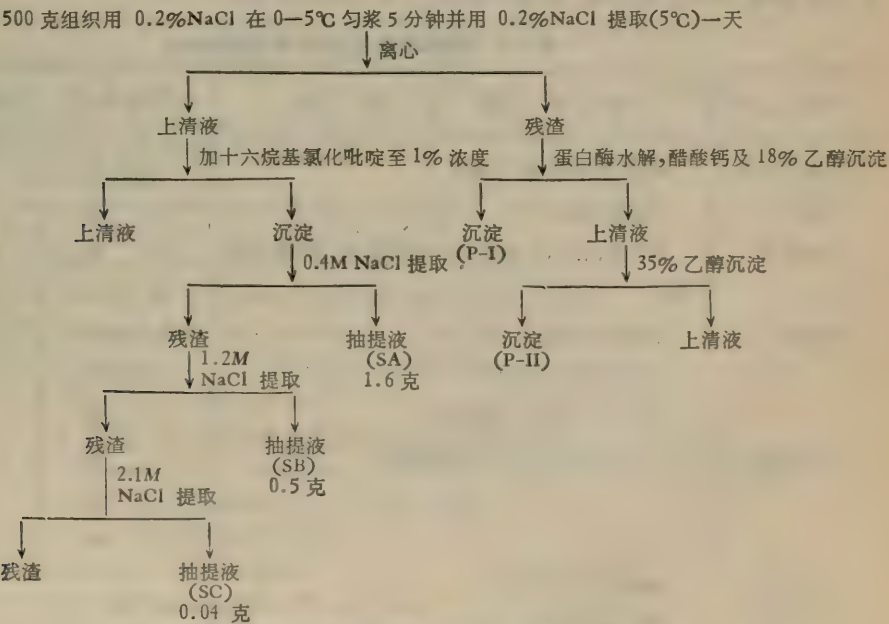 500 克组织用 0.2%NaCl 在 0—5℃ 匀浆 5 分钟并用 0.2%NaCl 提取(5℃)一天
离心
上清液 残渣
加十六烷基氯化吡啶至 1% 浓度 蛋白酶水解,醋酸钙及 18% 乙醇沉淀
上清液 沉淀 沉淀 上清液
(P-I)
0.4M NaCl 提取 35% 乙醇沉淀
残渣 抽提液 沉淀 上清液
(SA) (P-II)
1.2M
NaCl 提取 1.6 克
残渣 抽提液
(SB)
2.1M 0.5 克
NaCl 提取
残渣 抽提液
(SC)
0.04 克